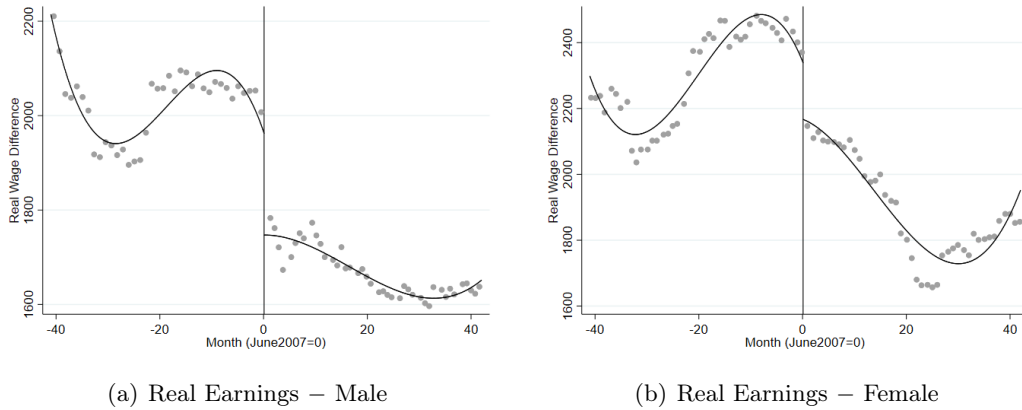 Real Wage Difference
2200
2000
1800
1600
-40 -20 0 20 40
Month (June2007=0)
(a) Real Earnings − Male
Real Wage Difference
2400
2200
2000
1800
1600
-40 -20 0 20 40
Month (June2007=0)
(b) Real Earnings − Female